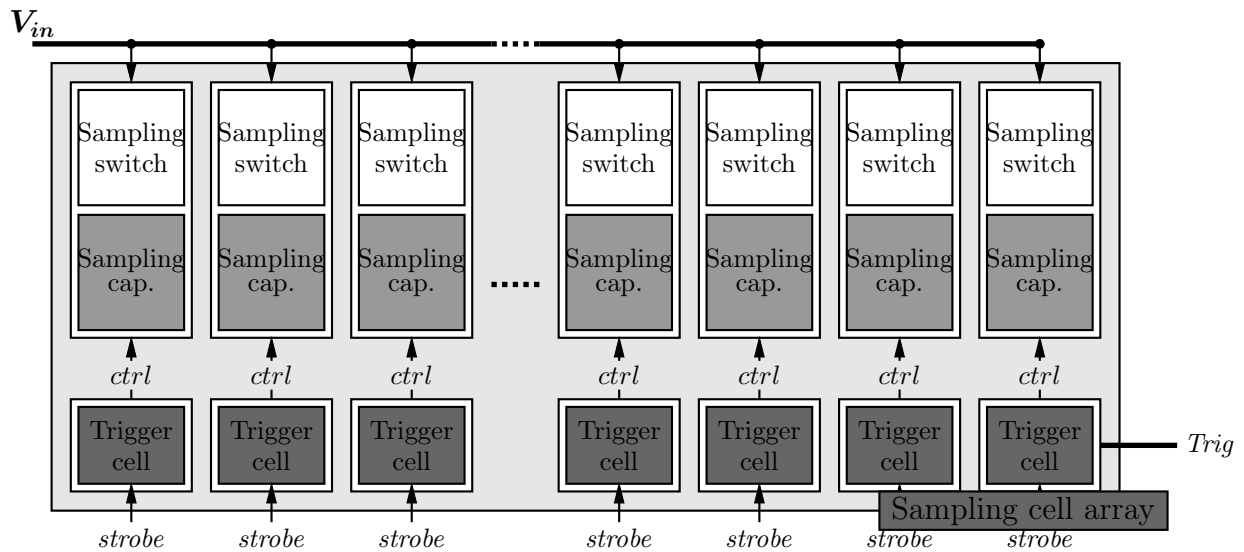 V_in
Sampling Sampling Sampling Sampling Sampling Sampling Sampling
switch switch switch switch switch switch switch
Sampling Sampling Sampling Sampling Sampling Sampling Sampling
cap. cap. cap. cap. cap. cap. cap.
ctrl ctrl ctrl ctrl ctrl ctrl ctrl
Trigger Trigger Trigger Trigger Trigger Trigger Trigger
cell cell cell cell cell cell cell
Trig
Sampling cell array
strobe strobe strobe strobe strobe strobe strobe